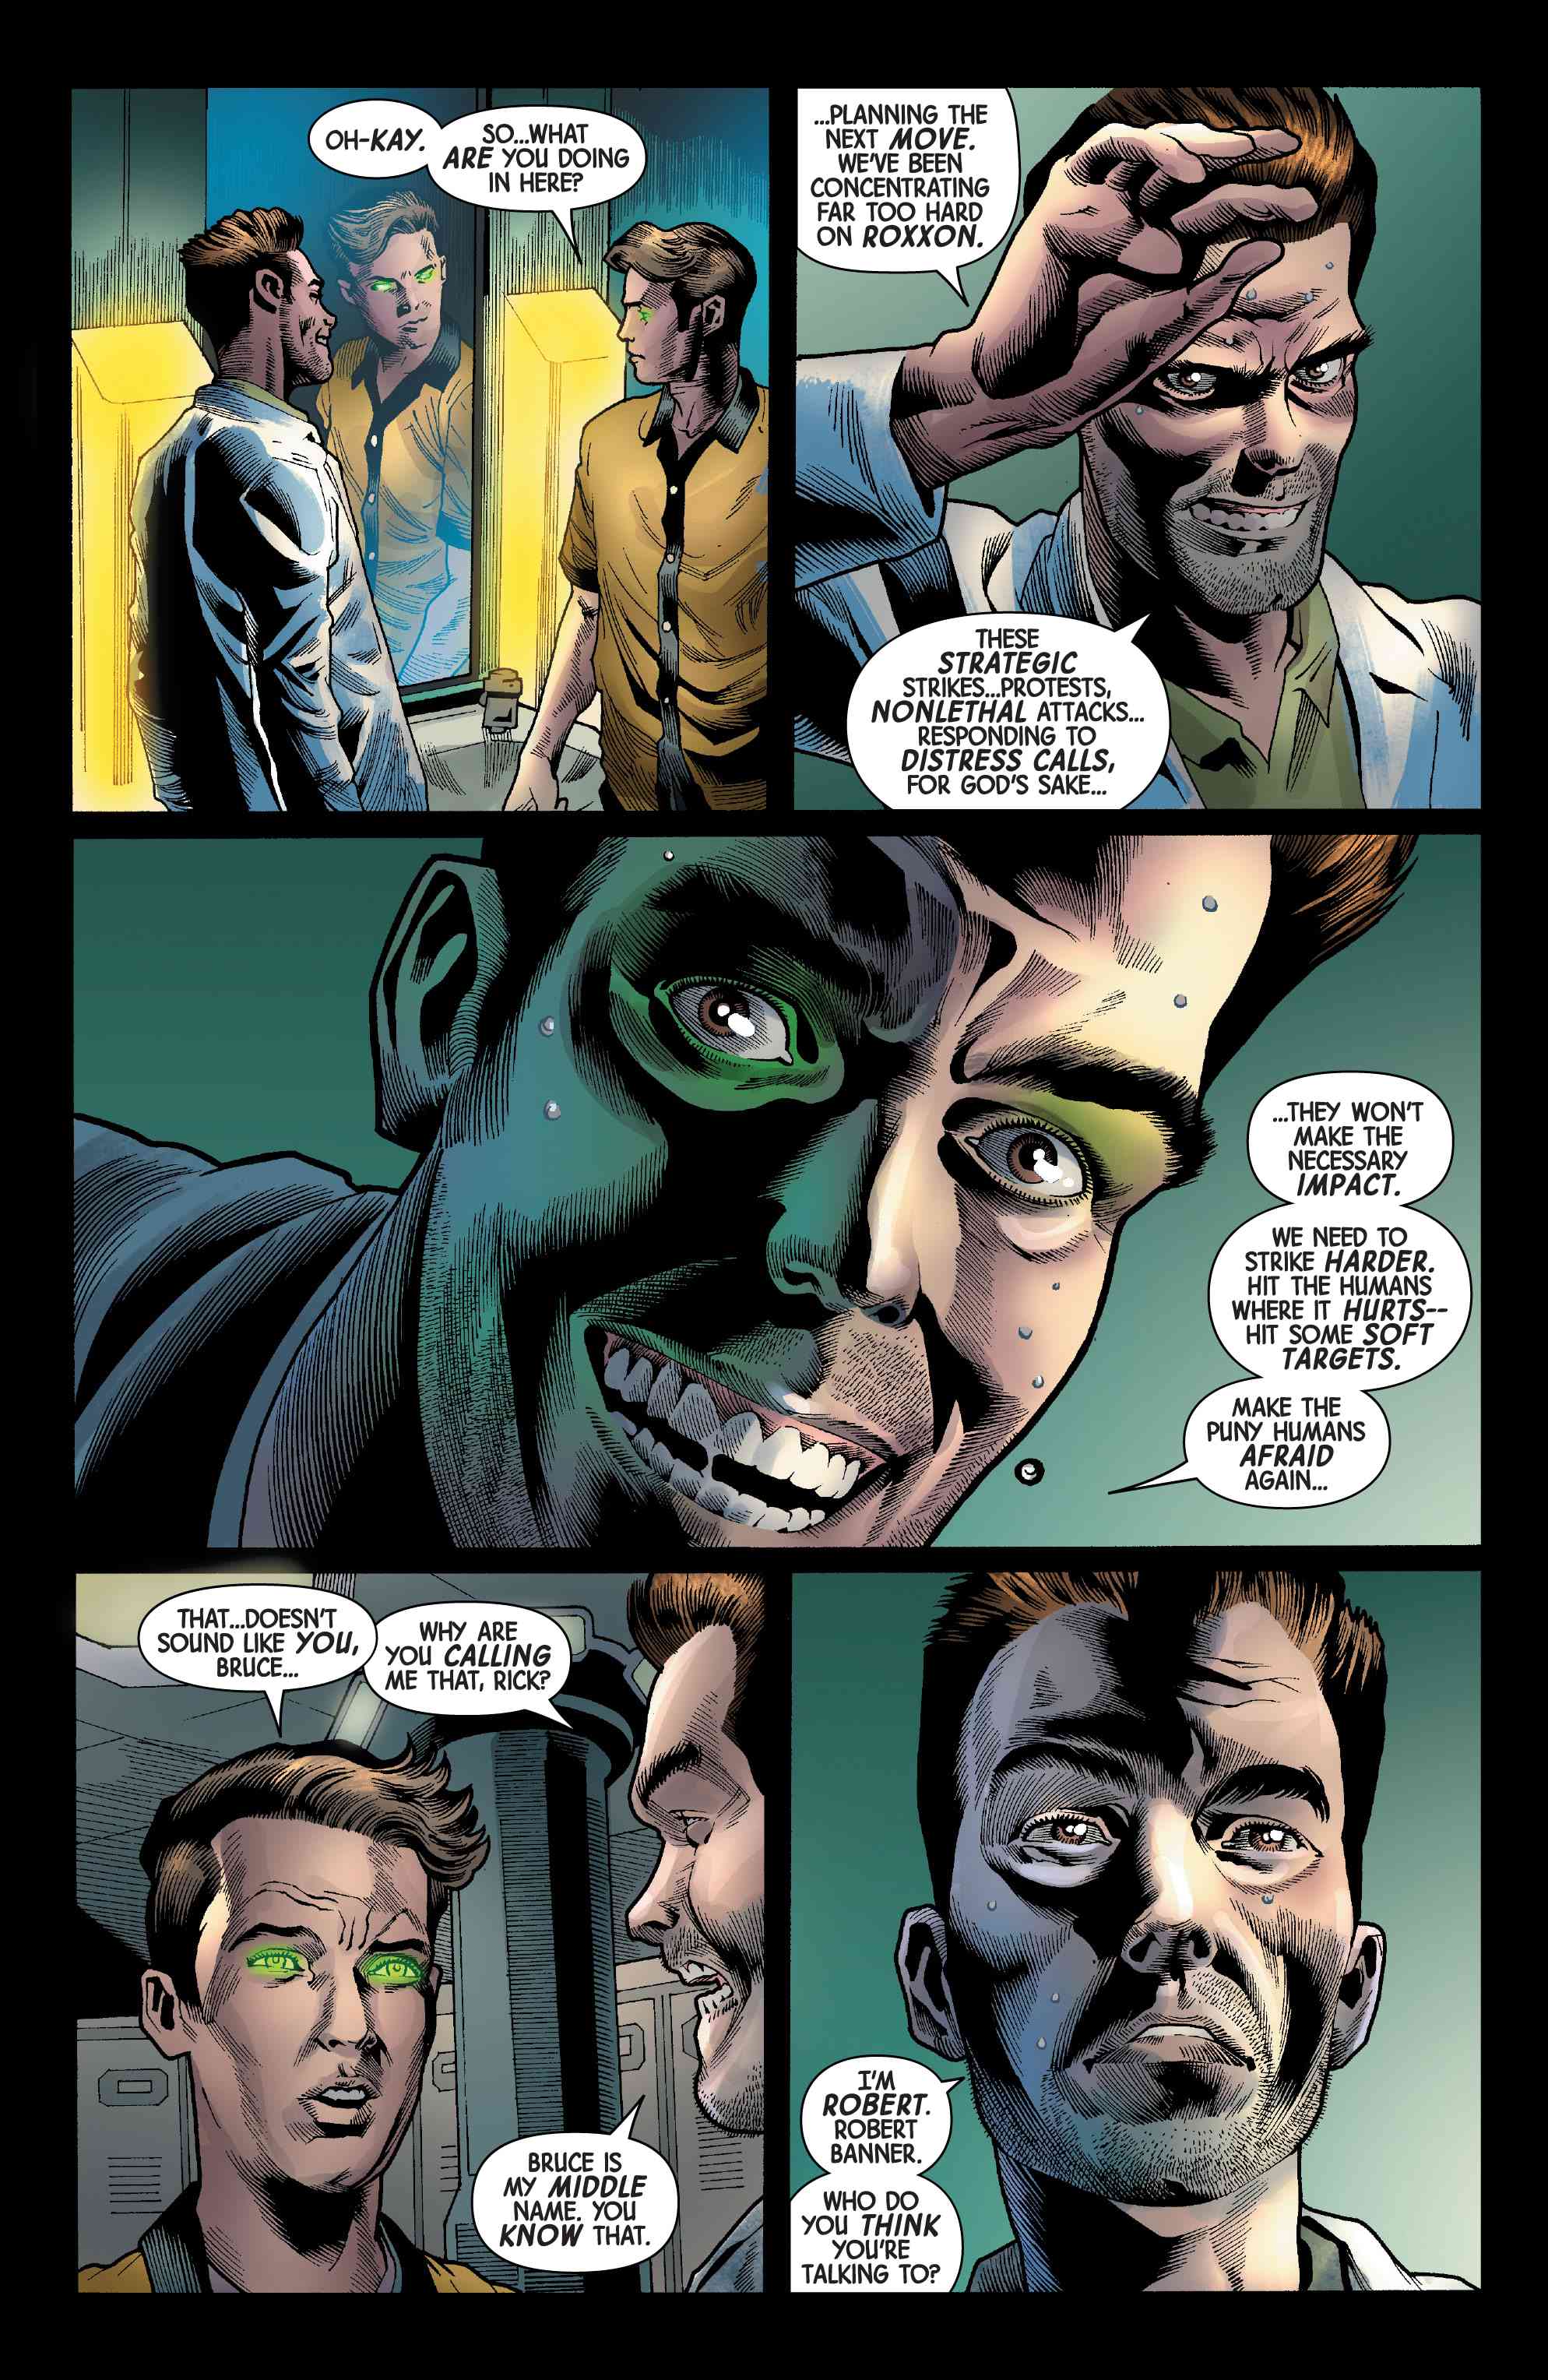 OH-KAY.
SO...WHAT
ARE YOU DOING
IN HERE?
...PLANNING THE
NEXT MOVE.
WE'VE BEEN
CONCENTRATING
FAR TOO HARD
ON ROXXON.
THESE
STRATEGIC
STRIKES...PROTESTS,
NONLETHAL ATTACKS...
RESPONDING TO
DISTRESS CALLS,
FOR GOD'S SAKE...
...THEY WON'T
MAKE THE
NECESSARY
IMPACT.
WE NEED TO
STRIKE HARDER.
HIT THE HUMANS
WHERE IT HURTS--
HIT SOME SOFT
TARGETS.
MAKE THE
PUNY HUMANS
AFRAID
AGAIN...
THAT...DOESN'T
SOUND LIKE YOU,
BRUCE...
WHY ARE
YOU CALLING
ME THAT, RICK?
BRUCE IS
MY MIDDLE
NAME. YOU
KNOW THAT.
I'M
ROBERT.
ROBERT
BANNER.
WHO DO
YOU THINK
YOU'RE
TALKING TO?